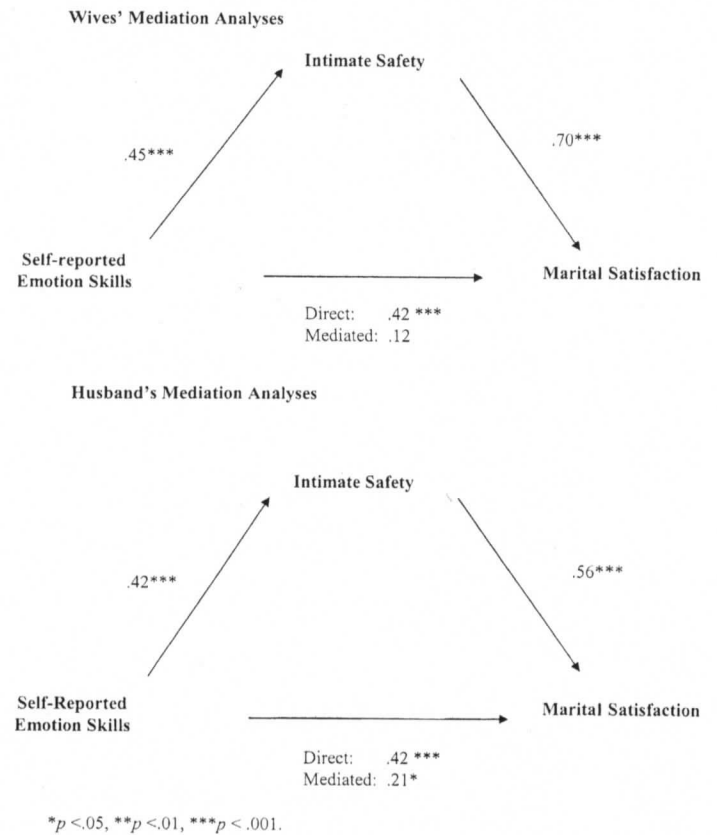 Wives’ Mediation Analyses
Intimate Safety
.45***
.70***
Self-reported
Emotion Skills
Marital Satisfaction
Direct: .42 ***
Mediated: .12
Husband’s Mediation Analyses
Intimate Safety
.42***
.56***
Self-Reported
Emotion Skills
Marital Satisfaction
Direct: .42 ***
Mediated: .21*
*p <.05, **p <.01, ***p < .001.